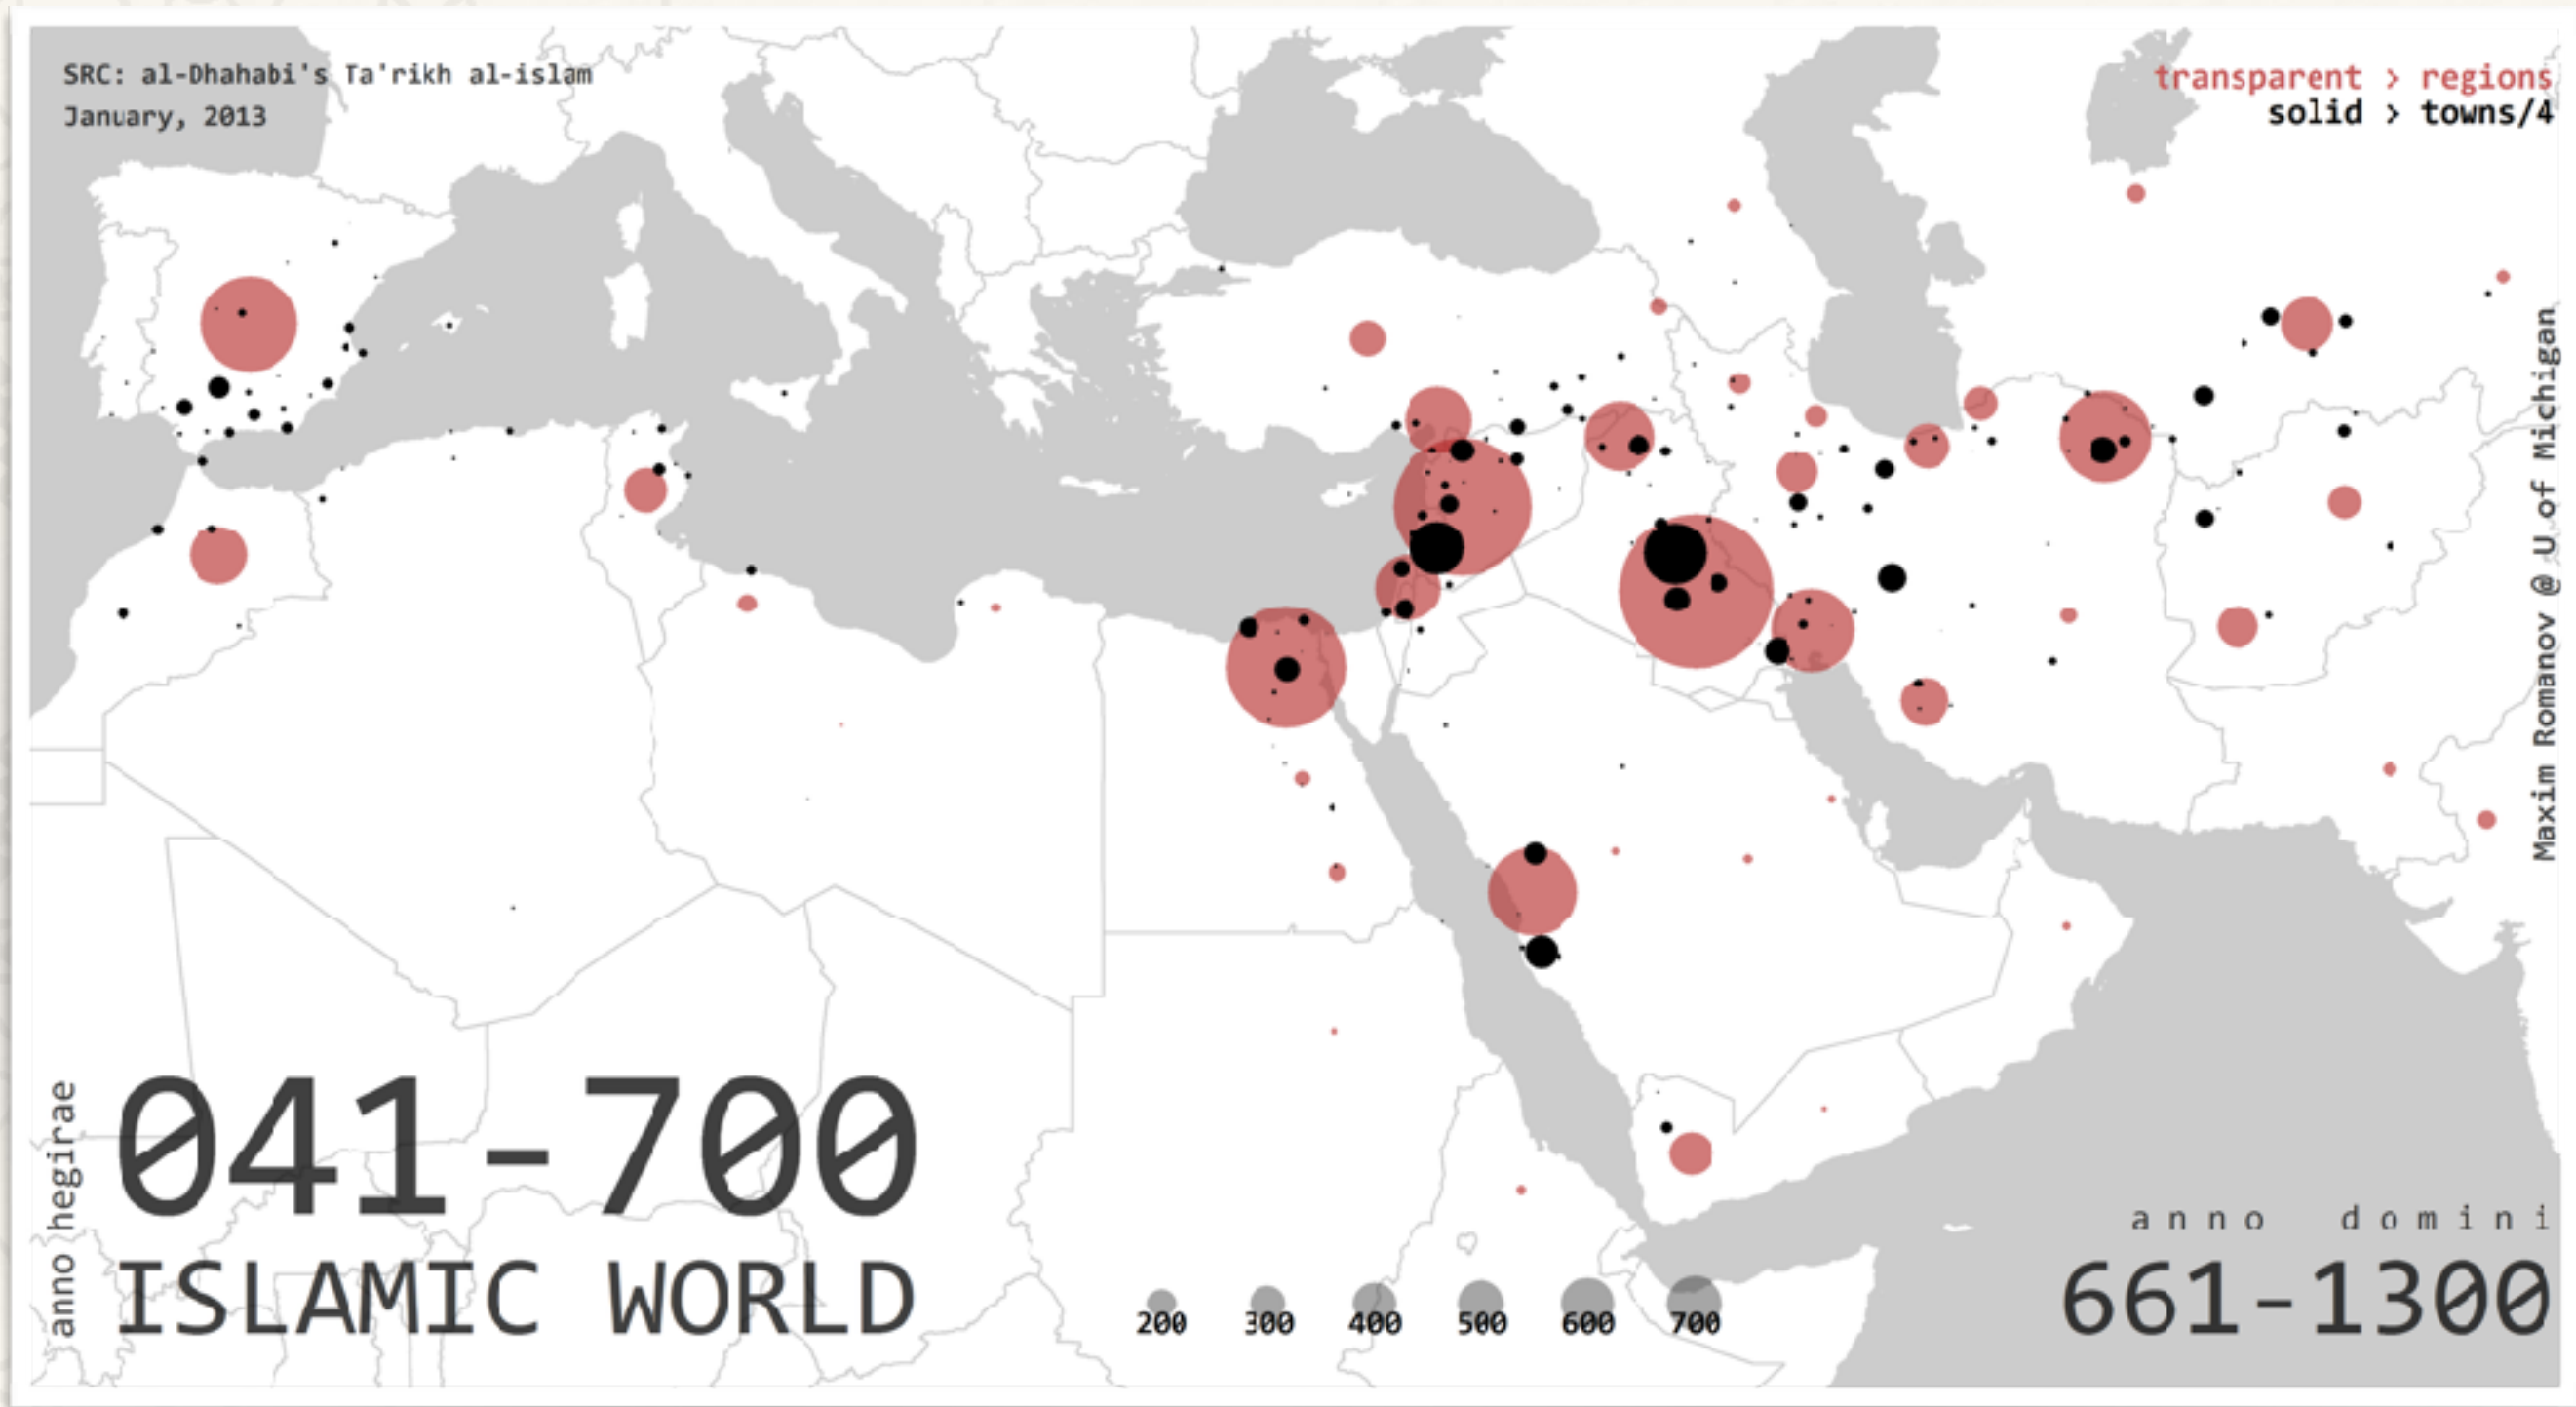 SRC: al-Dhahabi's Ta'rikh al-islam
January, 2013
transparent > regions
solid > towns/4
Maxim Romanov @ U of Michigan
anno hegirae
041-700
ISLAMIC WORLD
200 300 400 500 600 700
anno domini
661-1300